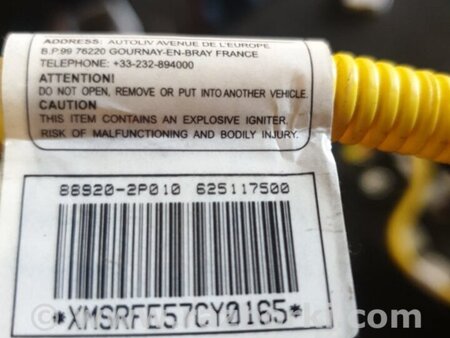 ADDRESS: AUTOLIV AVENUE DE L'EUROPE
B.P.99 76220 GOURNAY-EN-BRAY FRANCE
TELEPHONE: +33-232-894000
ATTENTION!
DO NOT OPEN, REMOVE OR PUT INTO ANOTHER VEHICLE.
CAUTION
THIS ITEM CONTAINS AN EXPLOSIVE IGNITER.
RISK OF MALFUNCTIONING AND BODILY INJURY.
88920-2P010 625117500
*XMSRFE57CY0165*